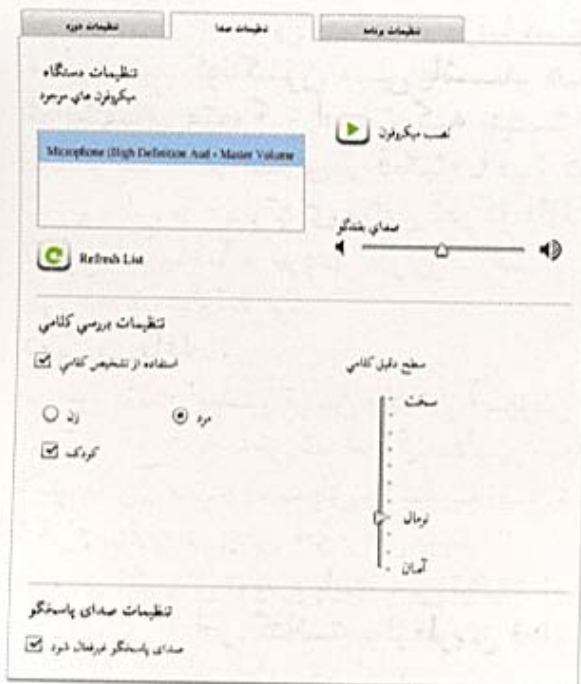 تنظیمات برنامه
تنظیمات صدا
تنظیمات دوره
تنظیمات دستگاه
میکروفون های موجود
Microphone (High Definition Aud - Master Volume
نصب میکروفون
صدای بلندگو
Refresh List
تنظیمات بررسی کلامی
استفاده از تشخیص کلامی
مرد
زن
کودک
سطح دقیق کلامی
سخت
نرمال
آسان
تنظیمات صدای پاسخگو
صدای پاسخگو غیرفعال شود